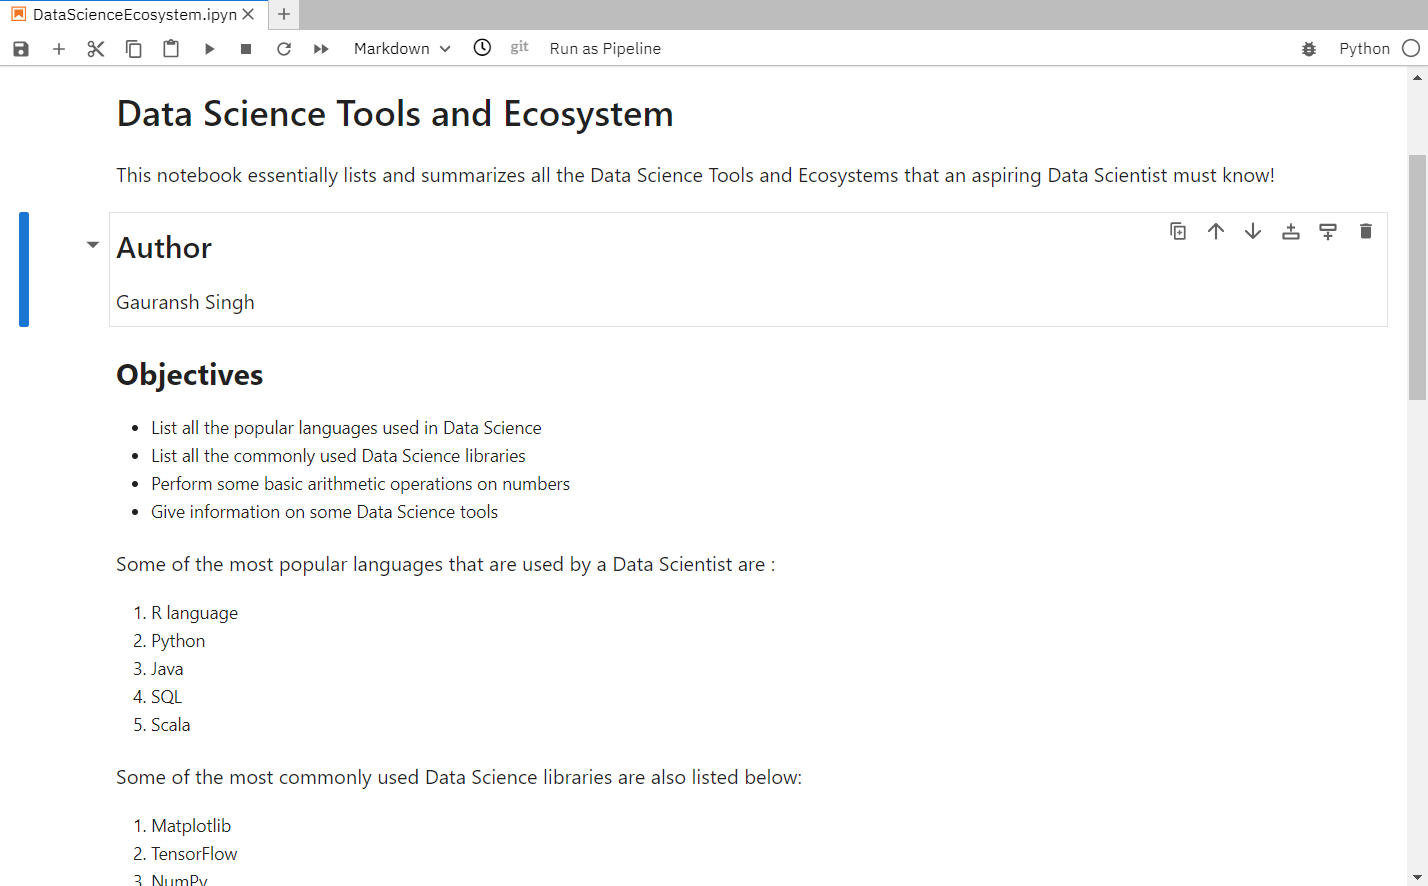 DataScienceEcosystem.ipyn
Markdown
git
Run as Pipeline
Python
Data Science Tools and Ecosystem
This notebook essentially lists and summarizes all the Data Science Tools and Ecosystems that an aspiring Data Scientist must know!
Author
Gauransh Singh
Objectives
• List all the popular languages used in Data Science
• List all the commonly used Data Science libraries
• Perform some basic arithmetic operations on numbers
• Give information on some Data Science tools
Some of the most popular languages that are used by a Data Scientist are :
1. R language
2. Python
3. Java
4. SQL
5. Scala
Some of the most commonly used Data Science libraries are also listed below:
1. Matplotlib
2. TensorFlow
3. NumPy